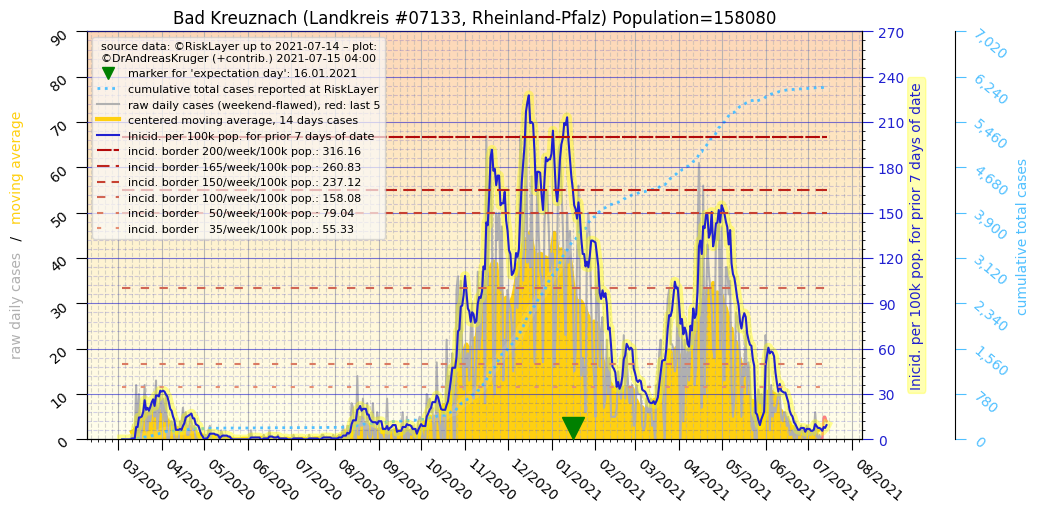 Bad Kreuznach (Landkreis #07133, Rheinland-Pfalz) Population=158080
source data: ©RiskLayer up to 2021-07-14 – plot:
©DrAndreasKruger (+contrib.) 2021-07-15 04:00
marker for 'expectation day': 16.01.2021
cumulative total cases reported at RiskLayer
raw daily cases (weekend-flawed), red: last 5
centered moving average, 14 days cases
Inicid. per 100k pop. for prior 7 days of date
incid. border 200/week/100k pop.: 316.16
incid. border 165/week/100k pop.: 260.83
incid. border 150/week/100k pop.: 237.12
incid. border 100/week/100k pop.: 158.08
incid. border   50/week/100k pop.: 79.04
incid. border   35/week/100k pop.: 55.33
raw daily cases   /   moving average
90
80
70
60
50
40
30
20
10
0
03/2020
04/2020
05/2020
06/2020
07/2020
08/2020
09/2020
10/2020
11/2020
12/2020
01/2021
02/2021
03/2021
04/2021
05/2021
06/2021
07/2021
08/2021
270
240
210
180
150
120
90
60
30
0
Inicid. per 100k pop. for prior 7 days of date
7,020
6,240
5,460
4,680
3,900
3,120
2,340
1,560
780
0
cumulative total cases